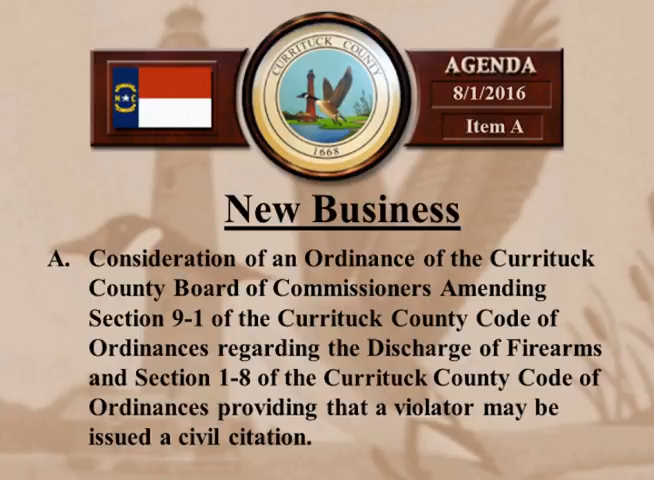 CURRITUCK COUNTY
1668
N C
AGENDA
8/1/2016
Item A
New Business
A. Consideration of an Ordinance of the Currituck
County Board of Commissioners Amending
Section 9-1 of the Currituck County Code of
Ordinances regarding the Discharge of Firearms
and Section 1-8 of the Currituck County Code of
Ordinances providing that a violator may be
issued a civil citation.